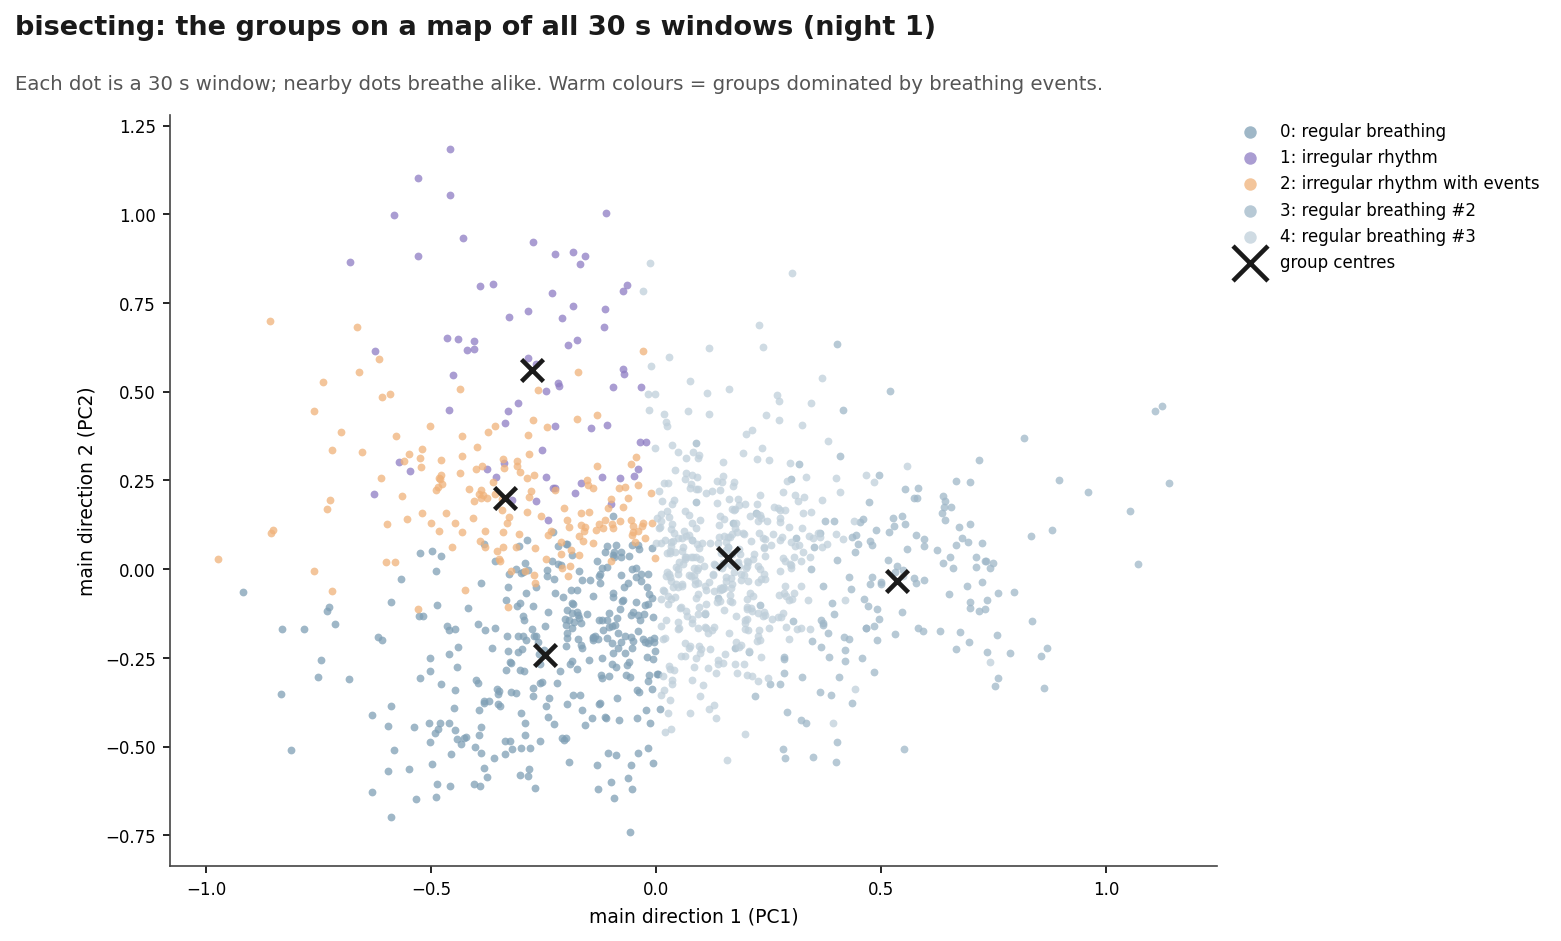 bisecting: the groups on a map of all 30 s windows (night 1)
Each dot is a 30 s window; nearby dots breathe alike. Warm colours = groups dominated by breathing events.
0: regular breathing
1: irregular rhythm
2: irregular rhythm with events
3: regular breathing #2
4: regular breathing #3
group centres
main direction 2 (PC2)
1.25
1.00
0.75
0.50
0.25
0.00
−0.25
−0.50
−0.75
−1.0 −0.5 0.0 0.5 1.0
main direction 1 (PC1)